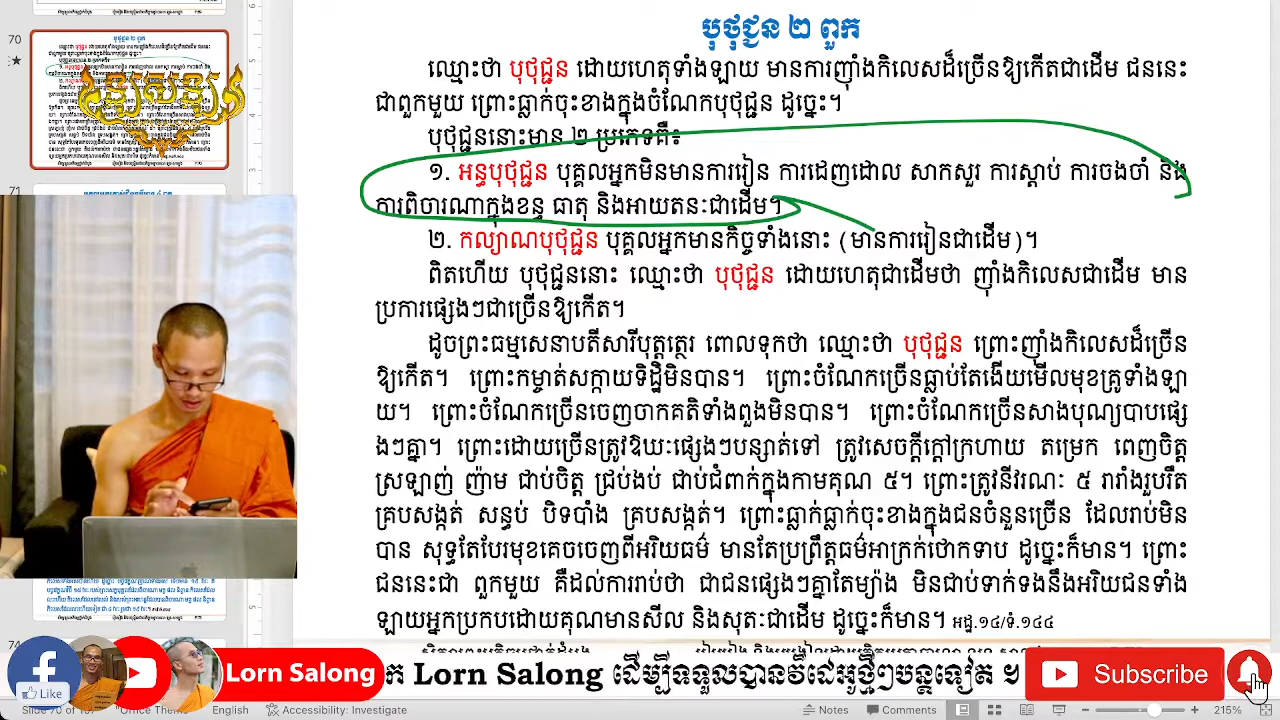 បុថុជ្ជន ២ ពួក
ឈ្មោះថា បុថុជ្ជន ដោយហេតុទាំងឡាយ មានការញ៉ាំងកិលេសដ៏ច្រើនឱ្យកើតជាដើម ជននេះ
ជាពួកមួយ ព្រោះធ្លាក់ចុះខាងក្នុងចំណែកបុថុជ្ជន ដូច្នេះ។
បុថុជ្ជននោះមាន ២ ប្រភេទគឺ៖
១. អន្ធបុថុជ្ជន បុគ្គលអ្នកមិនមានការរៀន ការដេញដោល សាកសួរ ការស្ដាប់ ការចងចាំ និង
ការពិចារណាក្នុងខន្ធ ធាតុ និងអាយតនៈជាដើម។
២. កល្យាណបុថុជ្ជន បុគ្គលអ្នកមានកិច្ចទាំងនោះ (មានការរៀនជាដើម)។
ពិតហើយ បុថុជ្ជននោះ ឈ្មោះថា បុថុជ្ជន ដោយហេតុជាដើមថា ញ៉ាំងកិលេសជាដើម មាន
ប្រការផ្សេងៗជាច្រើនឱ្យកើត។
ដូចព្រះធម្មសេនាបតីសារីបុត្តត្ថេរ ពោលទុកថា ឈ្មោះថា បុថុជ្ជន ព្រោះញ៉ាំងកិលេសដ៏ច្រើន
ឱ្យកើត។ ព្រោះកម្ចាត់សក្កាយទិដ្ឋិមិនបាន។ ព្រោះចំណែកច្រើនធ្លាប់តែងើយមើលមុខគ្រូទាំងឡា
យ។ ព្រោះចំណែកច្រើនចេញចាកគតិទាំងពួងមិនបាន។ ព្រោះចំណែកច្រើនសាងបុណ្យបាបផ្សេ
ងៗគ្នា។ ព្រោះដោយច្រើនត្រូវឱឃៈផ្សេងៗបន្សាត់ទៅ ត្រូវសេចក្ដីក្ដៅក្រហាយ តម្រេក ពេញចិត្ត
ស្រឡាញ់ ញ៉ាម ជាប់ចិត្ត ជ្រប់ងប់ ជាប់ជំពាក់ក្នុងកាមគុណ ៥។ ព្រោះត្រូវនីវរណៈ ៥ រារាំងរួបរឹត
គ្របសង្កត់ សន្ធប់ បិទបាំង គ្របសង្កត់។ ព្រោះធ្លាក់ធ្លាក់ចុះខាងក្នុងជនចំនួនច្រើន ដែលរាប់មិន
បាន សុទ្ធតែបែរមុខគេចចេញពីអរិយធម៌ មានតែប្រព្រឹត្តធម៌អាក្រក់ថោកទាប ដូច្នេះក៏មាន។ ព្រោះ
ជននេះជា ពួកមួយ គឺដល់ការរាប់ថា ជាជនផ្សេងៗគ្នាតែម្យ៉ាង មិនជាប់ទាក់ទងនឹងអរិយជនទាំង
ឡាយអ្នកប្រកបដោយគុណមានសីល និងសុតៈជាដើម ដូច្នេះក៏មាន។ អដ្ឋ.១៤/ទំ.១៤៤
Like
Lorn Salong
ក Lorn Salong ដើម្បីទទួលបានវីដេអូថ្មីៗបន្តទៀត ។
Subscribe
Slide 70 of 107
"Office Theme"
English
Accessibility: Investigate
Notes
Comments
215%